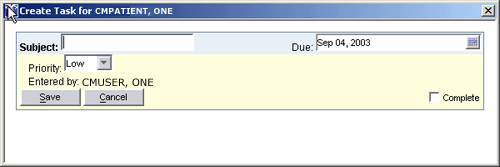 Create Task for CMPATIENT, ONE
Subject: Due: Sep 04, 2003
Priority: Low
Entered by: CMUSER, ONE
Save Cancel Complete